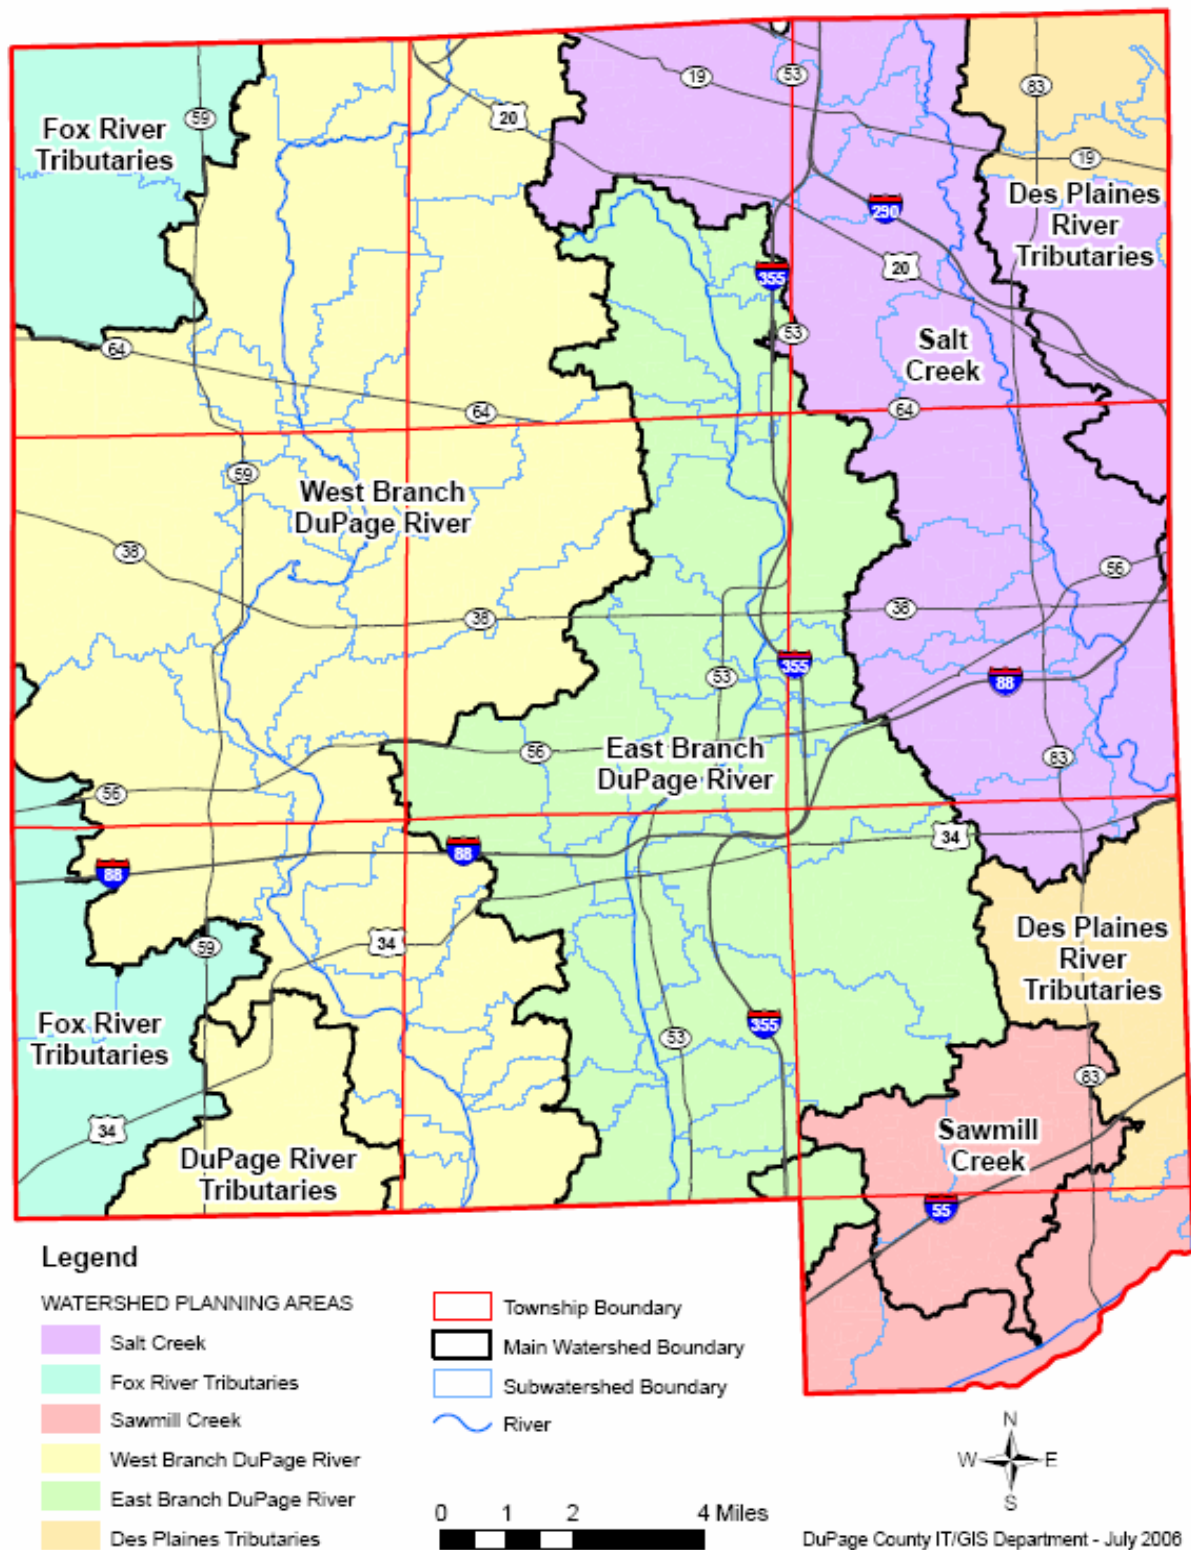 19
53
83
59
20
Fox River
Tributaries
19
Des Plaines
River
Tributaries
290
20
355
53
64
Salt
Creek
64
64
59
West Branch
DuPage River
38
56
38
38
355
53
88
56
East Branch
DuPage River
83
56
34
88
88
34
59
Des Plaines
River
Tributaries
Fox River
Tributaries
355
53
83
34
Sawmill
Creek
DuPage River
Tributaries
55
Legend
WATERSHED PLANNING AREAS
Salt Creek
Fox River Tributaries
Sawmill Creek
West Branch DuPage River
East Branch DuPage River
Des Plaines Tributaries
Township Boundary
Main Watershed Boundary
Subwatershed Boundary
River
N
W E
S
0 1 2 4 Miles
DuPage County IT/GIS Department - July 2006